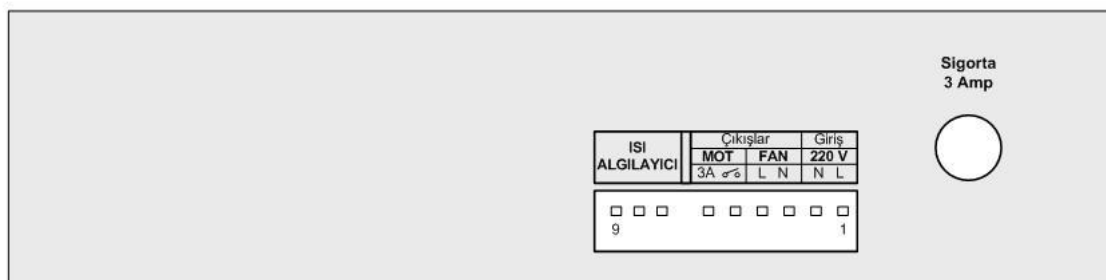 Sigorta
3 Amp
ISI
ALGILAYICI
Çıkışlar
Giriş
MOT
FAN
220 V
3A
L N
N L
9
1